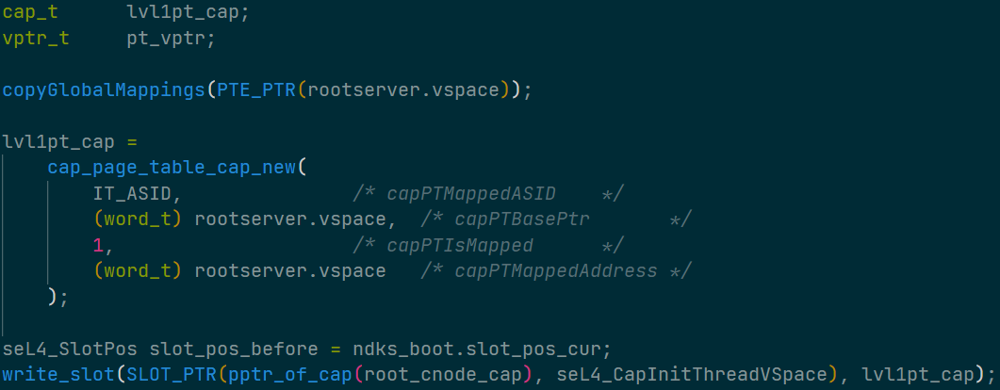 cap_t      lvl1pt_cap;
vptr_t     pt_vptr;

copyGlobalMappings(PTE_PTR(rootserver.vspace));

lvl1pt_cap =
    cap_page_table_cap_new(
        IT_ASID,               /* capPTMappedASID    */
        (word_t) rootserver.vspace,  /* capPTBasePtr       */
        1,                     /* capPTIsMapped      */
        (word_t) rootserver.vspace   /* capPTMappedAddress */
    );

seL4_SlotPos slot_pos_before = ndks_boot.slot_pos_cur;
write_slot(SLOT_PTR(pptr_of_cap(root_cnode_cap), seL4_CapInitThreadVSpace), lvl1pt_cap);